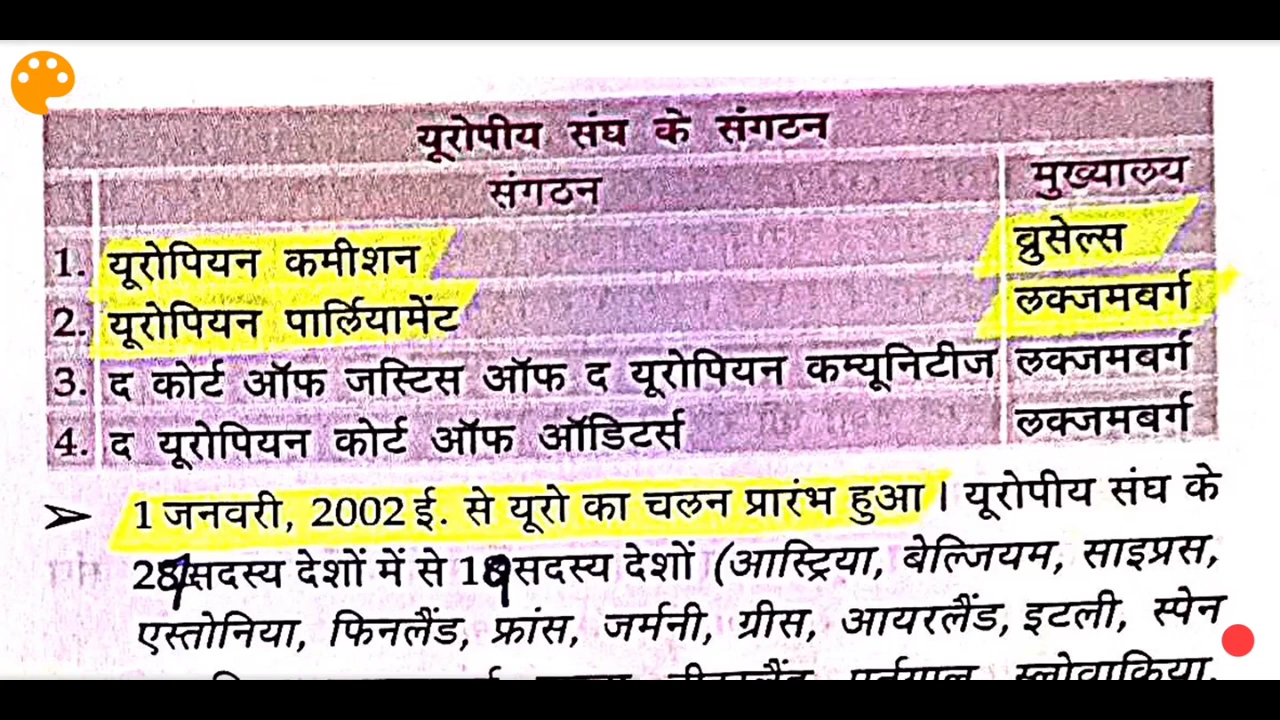 यूरोपीय संघ के संगठन
संगठन मुख्यालय
1. यूरोपियन कमीशन ब्रुसेल्स
2. यूरोपियन पार्लियामेंट लक्जमबर्ग
3. द कोर्ट ऑफ जस्टिस ऑफ द यूरोपियन कम्यूनिटीज लक्जमबर्ग
4. द यूरोपियन कोर्ट ऑफ ऑडिटर्स लक्जमबर्ग
➢ 1 जनवरी, 2002 ई. से यूरो का चलन प्रारंभ हुआ। यूरोपीय संघ के
सदस्य देशों में से सदस्य देशों (आस्ट्रिया, बेल्जियम, साइप्रस,
एस्तोनिया, फिनलैंड, फ्रांस, जर्मनी, ग्रीस, आयरलैंड, इटली, स्पेन
स्लोवाकिया,